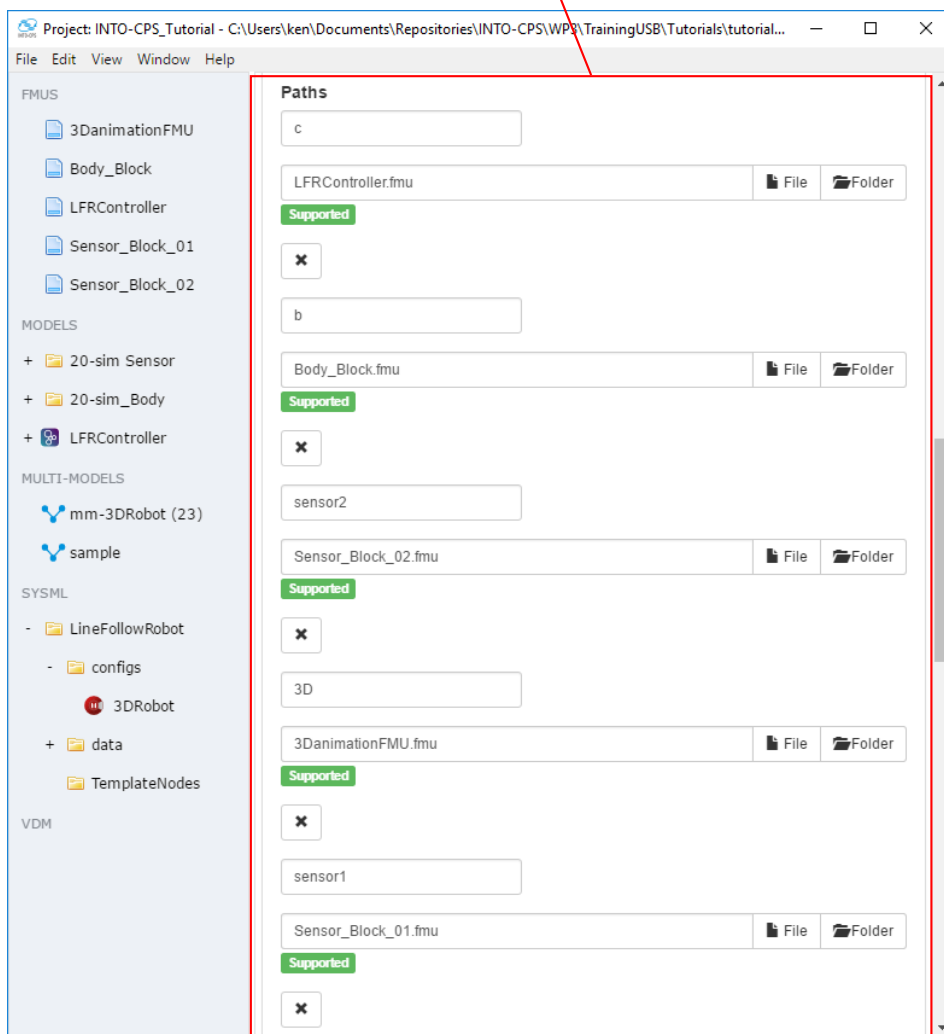 Project: INTO-CPS_Tutorial - C:\Users\ken\Documents\Repositories\INTO-CPS\WP3\TrainingUSB\Tutorials\tutorial...
File Edit View Window Help
FMUS
3DanimationFMU
Body_Block
LFRController
Sensor_Block_01
Sensor_Block_02
MODELS
+ 20-sim Sensor
+ 20-sim_Body
+ LFRController
MULTI-MODELS
mm-3DRobot (23)
sample
SYSML
- LineFollowRobot
- configs
3DRobot
+ data
TemplateNodes
VDM
Paths
c
LFRController.fmu File Folder
Supported
b
Body_Block.fmu File Folder
Supported
sensor2
Sensor_Block_02.fmu File Folder
Supported
3D
3DanimationFMU.fmu File Folder
Supported
sensor1
Sensor_Block_01.fmu File Folder
Supported